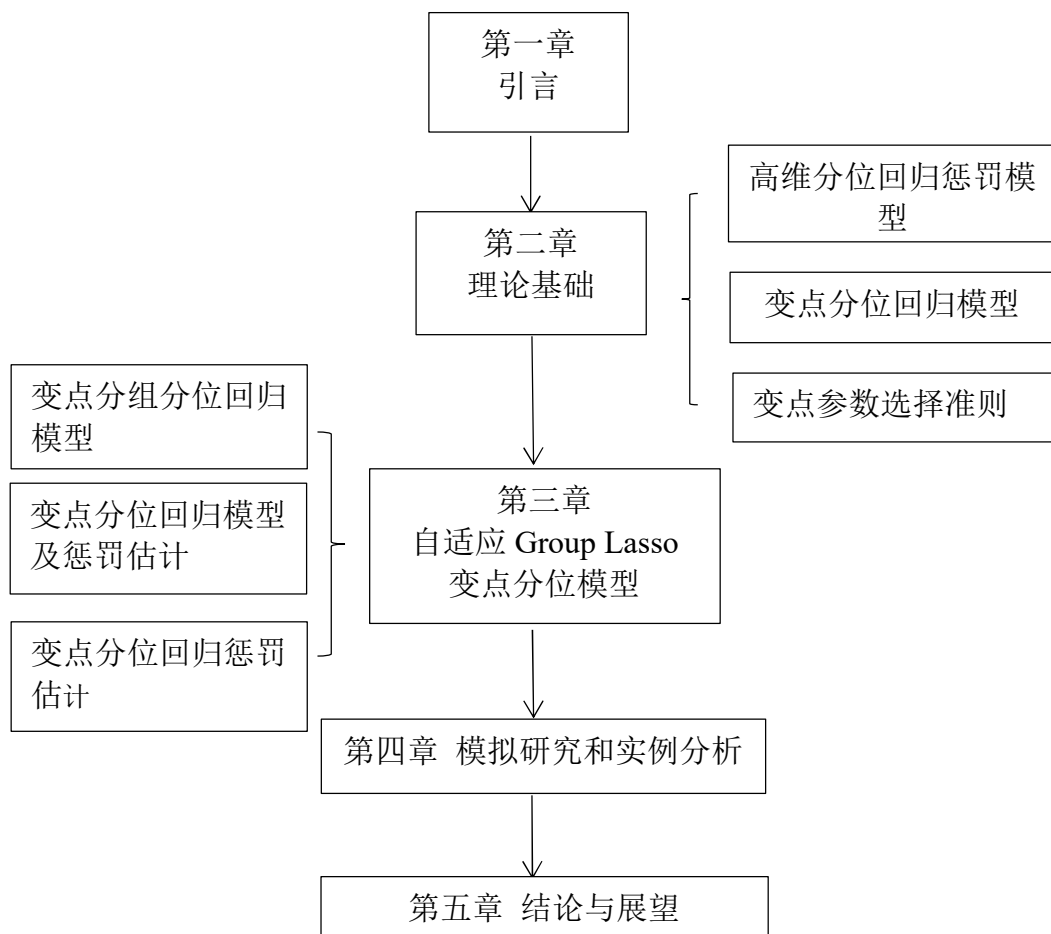 第一章
引言
高维分位回归惩罚模
型
第二章
理论基础
变点分位回归模型
变点分组分位回归
模型
变点参数选择准则
第三章
自适应 Group Lasso
变点分位模型
变点分位回归模型
及惩罚估计
变点分位回归惩罚
估计
第四章 模拟研究和实例分析
第五章 结论与展望